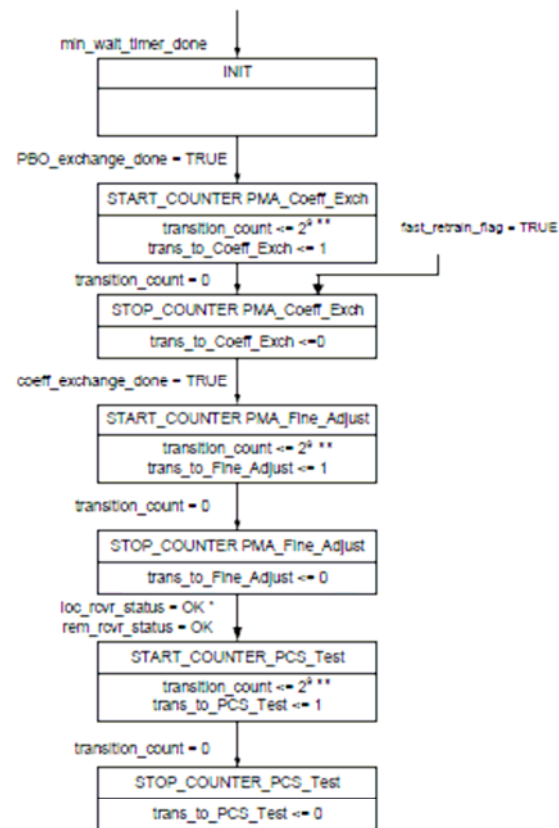 min_wait_timer_done
INIT
PBO_exchange_done = TRUE
START_COUNTER PMA_Coeff_Exch
transition_count <= 2⁹ **
trans_to_Coeff_Exch <= 1
fast_retrain_flag = TRUE
transition_count = 0
STOP_COUNTER PMA_Coeff_Exch
trans_to_Coeff_Exch <=0
coeff_exchange_done = TRUE
START_COUNTER PMA_Fine_Adjust
transition_count <= 2⁹ **
trans_to_Fine_Adjust <= 1
transition_count = 0
STOP_COUNTER PMA_Fine_Adjust
trans_to_Fine_Adjust <= 0
loc_rcvr_status = OK *
rem_rcvr_status = OK
START_COUNTER_PCS_Test
transition_count <= 2⁹ **
trans_to_PCS_Test <= 1
transition_count = 0
STOP_COUNTER_PCS_Test
trans_to_PCS_Test <= 0